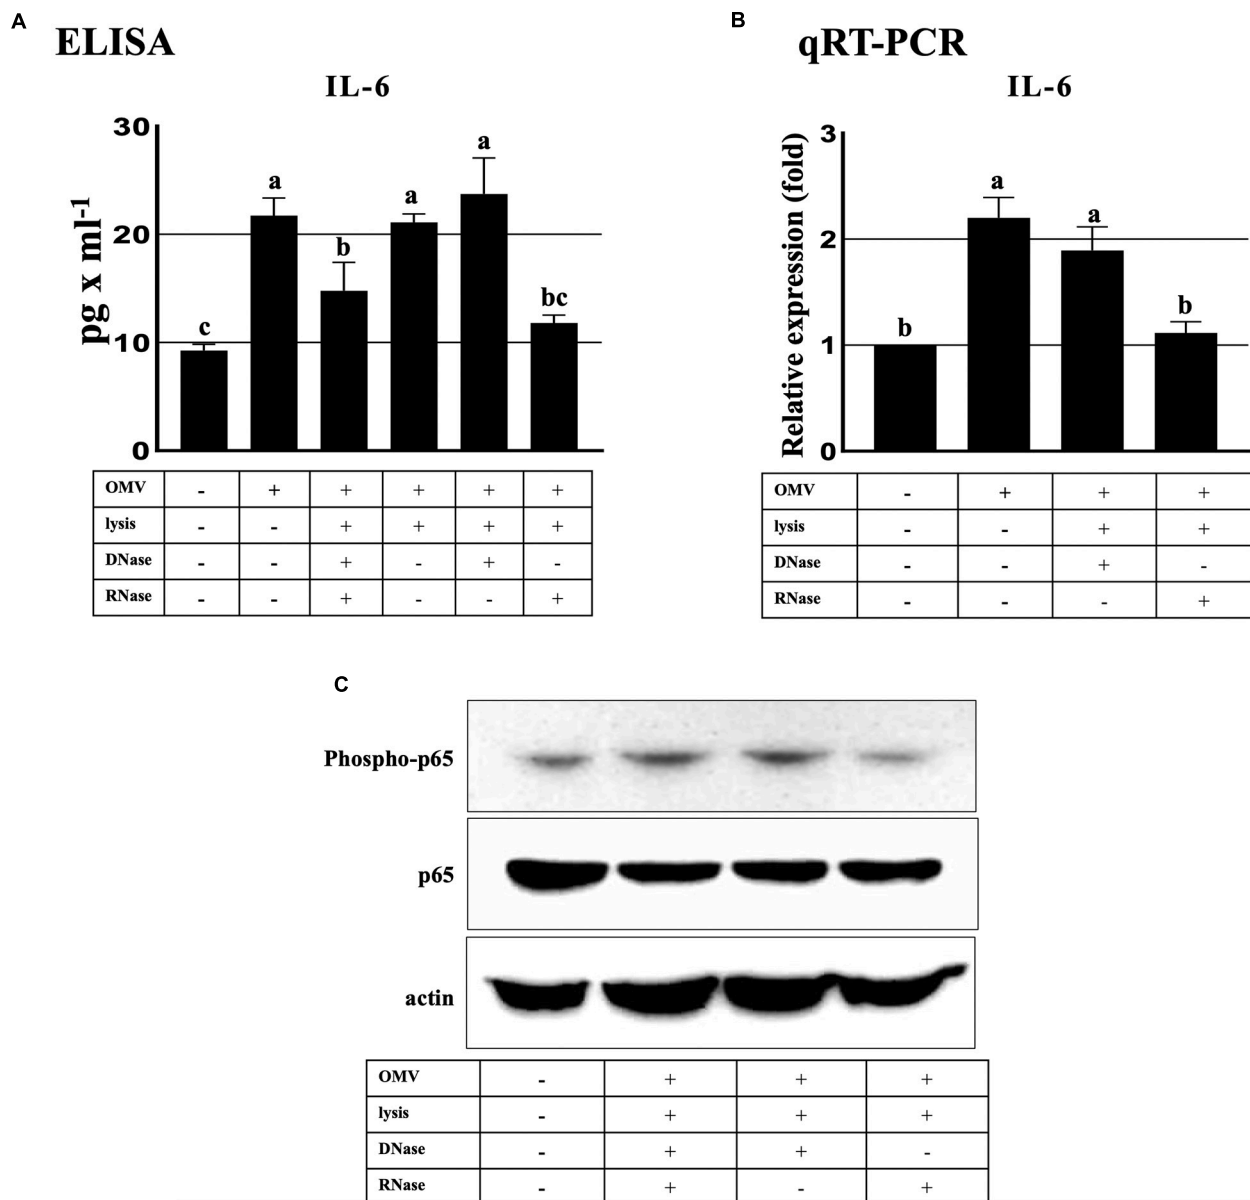 A
ELISA
IL-6
pg x ml-1
30
20
10
0
c
a
b
a
a
bc
OMV - + + + + +
lysis - - + + + +
DNase - - + - + -
RNase - - + - - +
B
qRT-PCR
IL-6
Relative expression (fold)
3
2
1
0
b
a
a
b
OMV - + + +
lysis - - + +
DNase - - + -
RNase - - - +
C
Phospho-p65
p65
actin
OMV - + + +
lysis - + + +
DNase - + + -
RNase - + - +